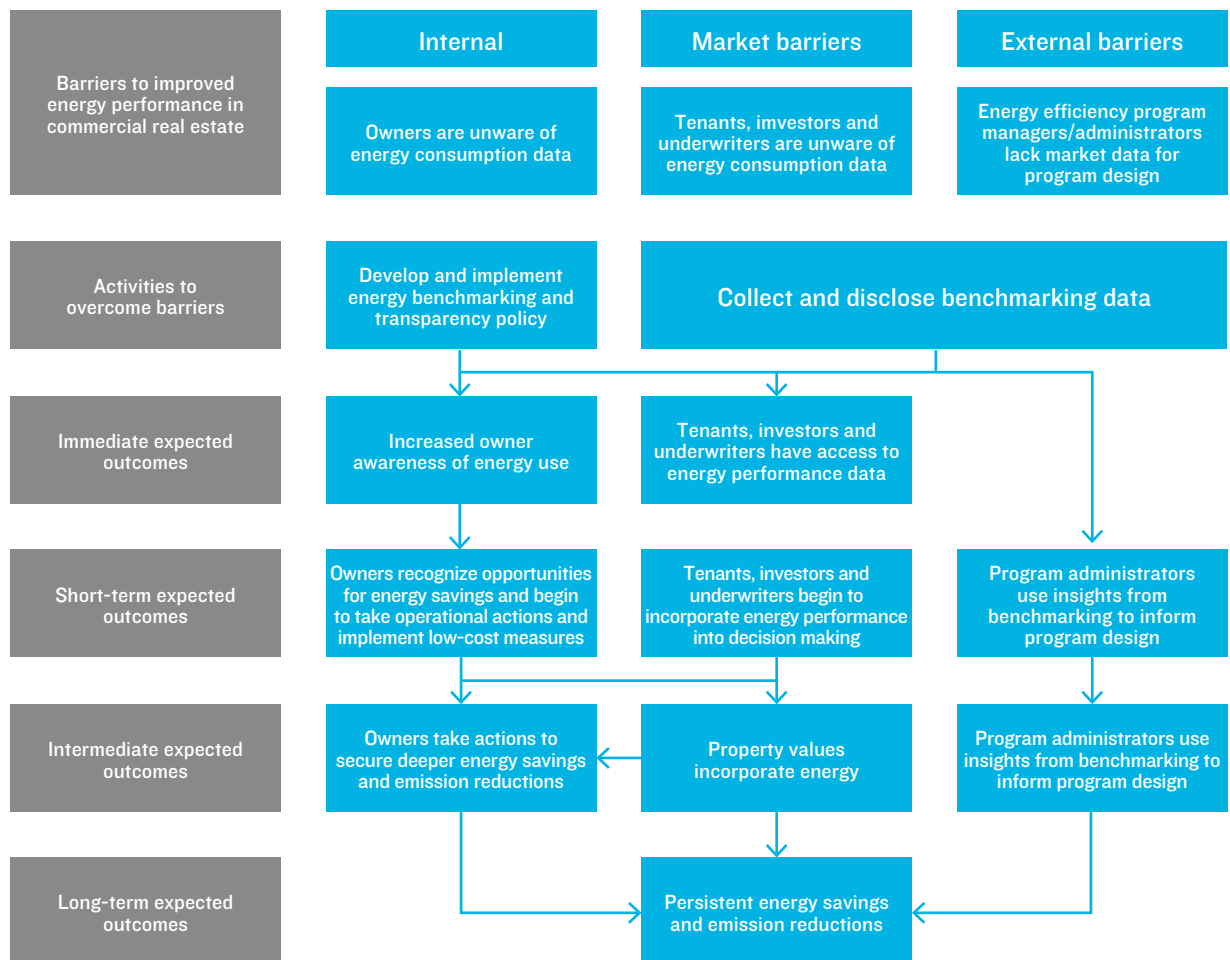 Barriers to improved
energy performance in
commercial real estate
Internal
Market barriers
External barriers
Owners are unware of
energy consumption data
Tenants, imvestors and
underwriters are unware of
energy consumption data
Energy efficiency program
managers/administrators
lack market data for
program design
Activities to
overcome barriers
Develop and implement
energy benchmarking and
transparency policy
Collect and disclose benchmarking data
Immediate expected
outcomes
Increased owner
awareness of energy use
Tenants, investors and
underwriters have access to
energy performance data
Short-term expected
outcomes
Owners recognize opportunities
for energy savings and begin
to take operational actions and
implement low-cost measures
Tenants, investors and
underwriters begin to
incorporate energy performance
into decision making
Program administrators
use insights from
benchmarking to inform
program design
Intermediate expected
outcomes
Owners take actions to
secure deeper energy savings
and emission reductions
Property values
incorporate energy
Program administrators use
insights from benchmarking to
inform program design
Long-term expected
outcomes
Persistent energy savings
and emission reductions